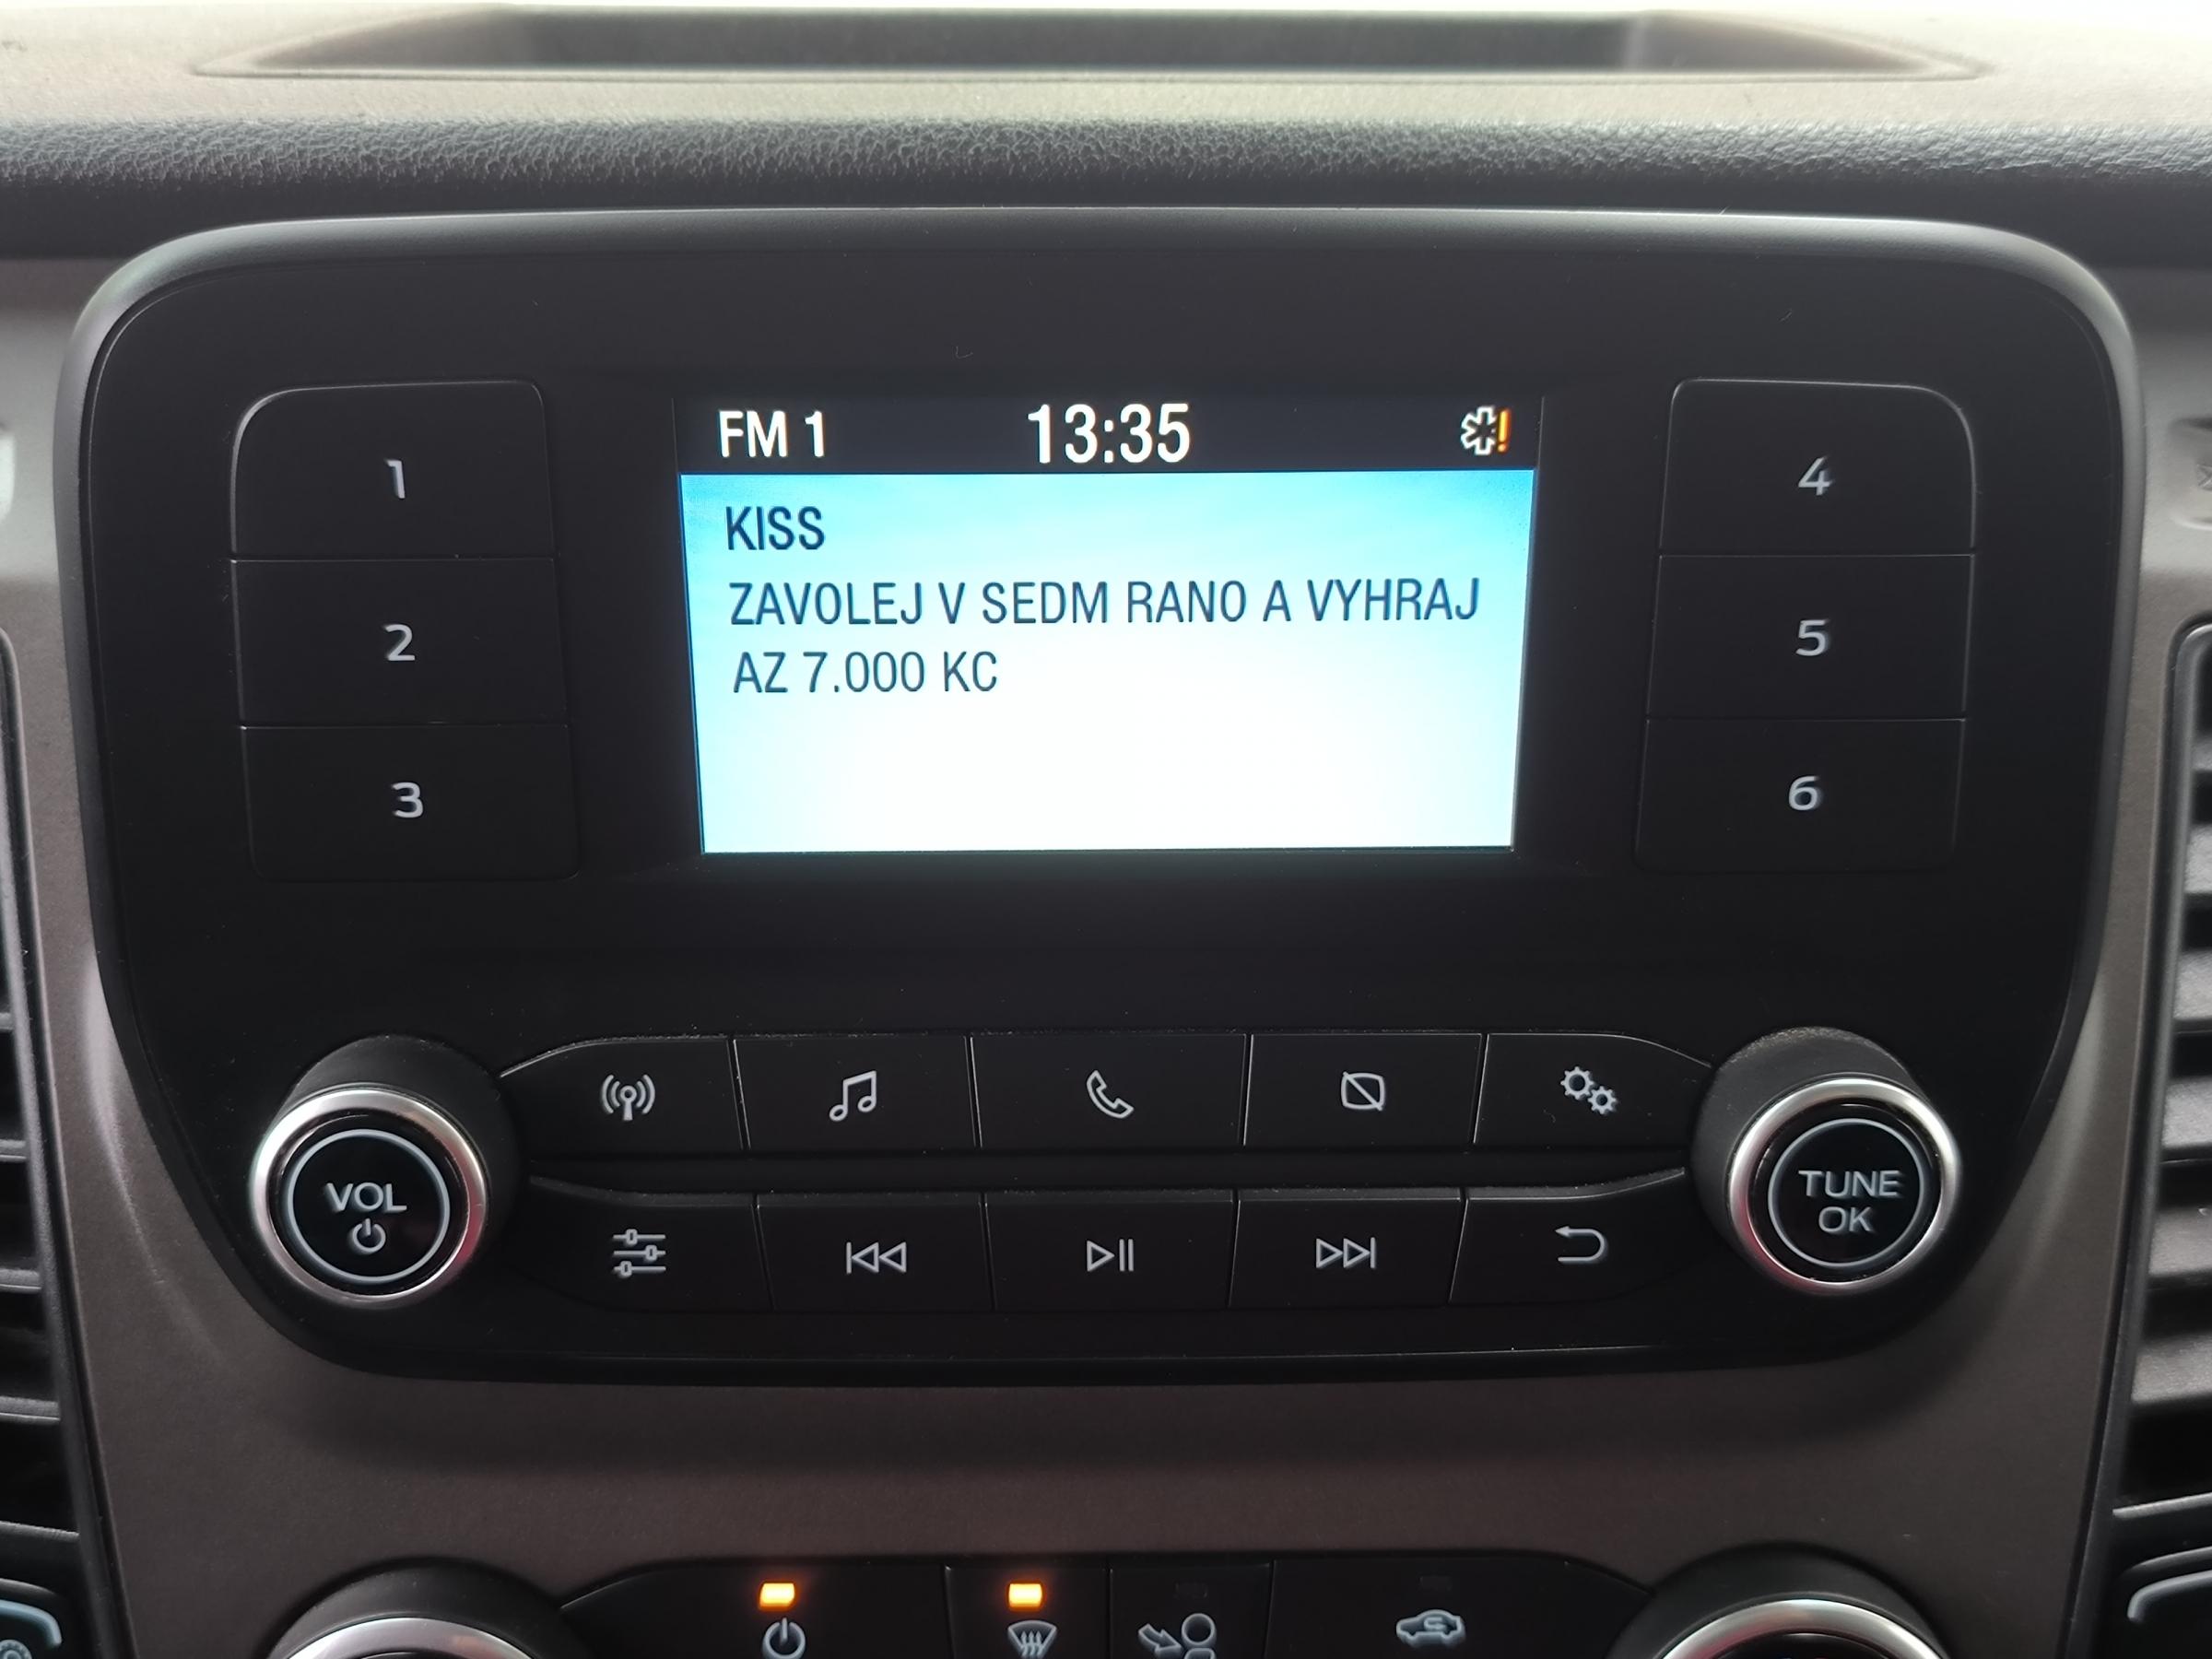 FM 1 13:35 !
KISS
ZAVOLEJ V SEDM RANO A VYHRAJ
AZ 7.000 KC
1
2
3
4
5
6
VOL
TUNE
OK